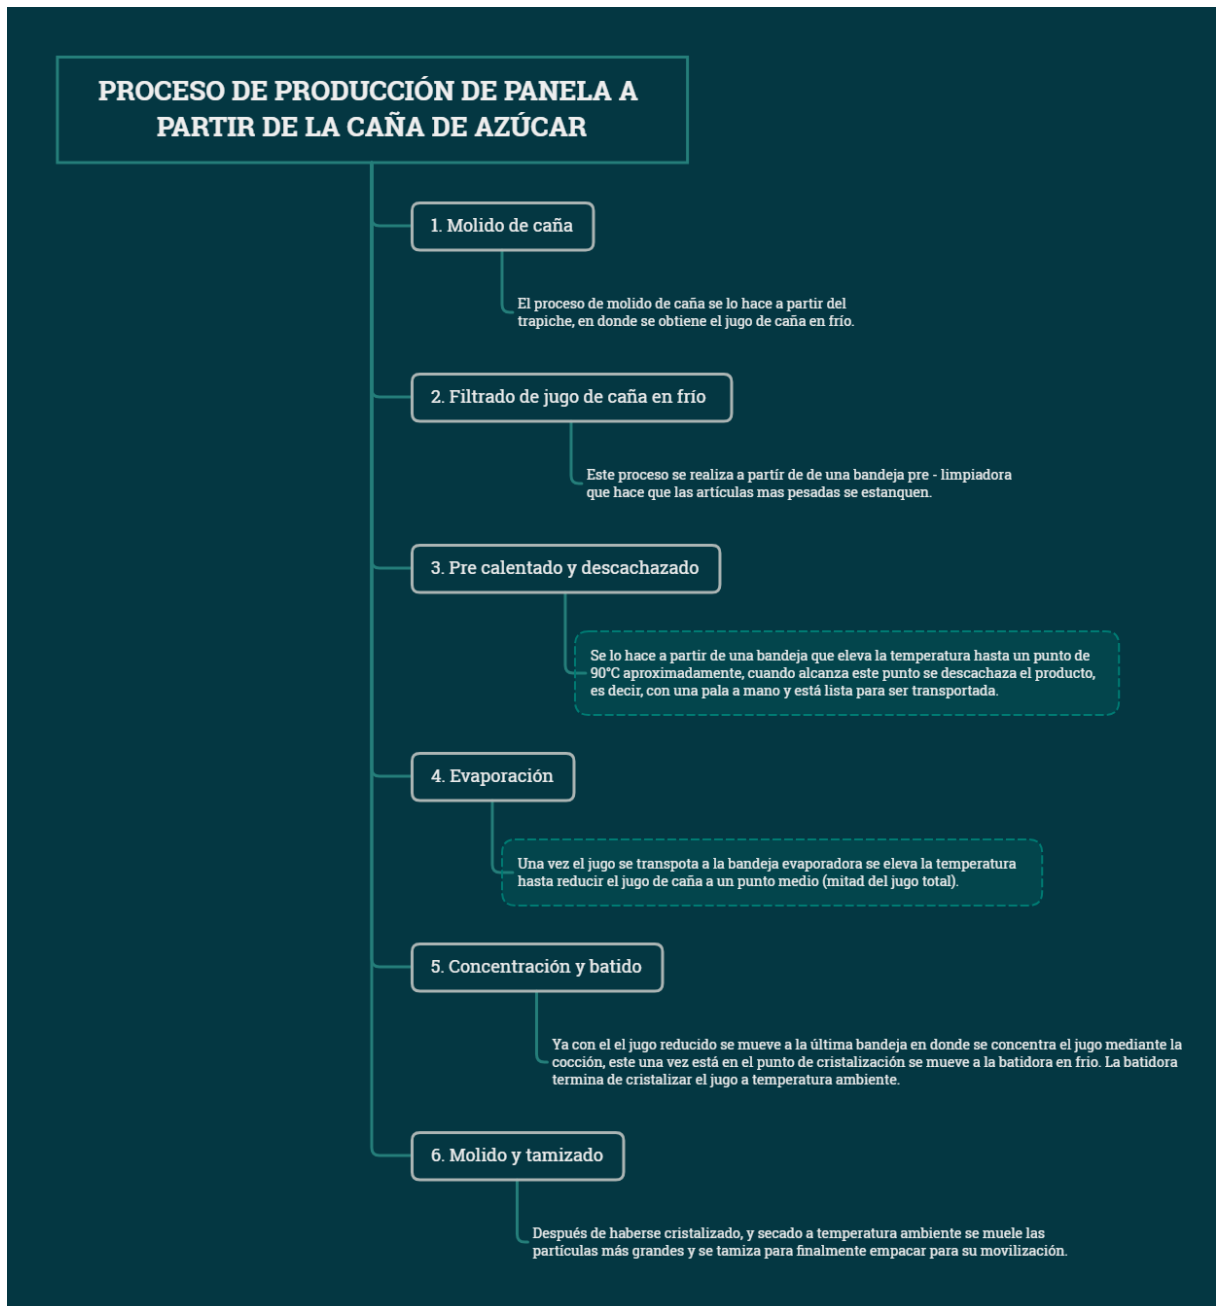 PROCESO DE PRODUCCIÓN DE PANELA A
PARTIR DE LA CAÑA DE AZÚCAR
1. Molido de caña
El proceso de molido de caña se lo hace a partir del
trapiche, en donde se obtiene el jugo de caña en frío.
2. Filtrado de jugo de caña en frío
Este proceso se realiza a partír de de una bandeja pre - limpiadora
que hace que las artículas mas pesadas se estanquen.
3. Pre calentado y descachazado
Se lo hace a partir de una bandeja que eleva la temperatura hasta un punto de
90°C aproximadamente, cuando alcanza este punto se descachaza el producto,
es decir, con una pala a mano y está lista para ser transportada.
4. Evaporación
Una vez el jugo se transpota a la bandeja evaporadora se eleva la temperatura
hasta reducir el jugo de caña a un punto medio (mitad del jugo total).
5. Concentración y batido
Ya con el el jugo reducido se mueve a la última bandeja en donde se concentra el jugo mediante la
cocción, este una vez está en el punto de cristalización se mueve a la batidora en frio. La batidora
termina de cristalizar el jugo a temperatura ambiente.
6. Molido y tamizado
Después de haberse cristalizado, y secado a temperatura ambiente se muele las
partículas más grandes y se tamiza para finalmente empacar para su movilización.